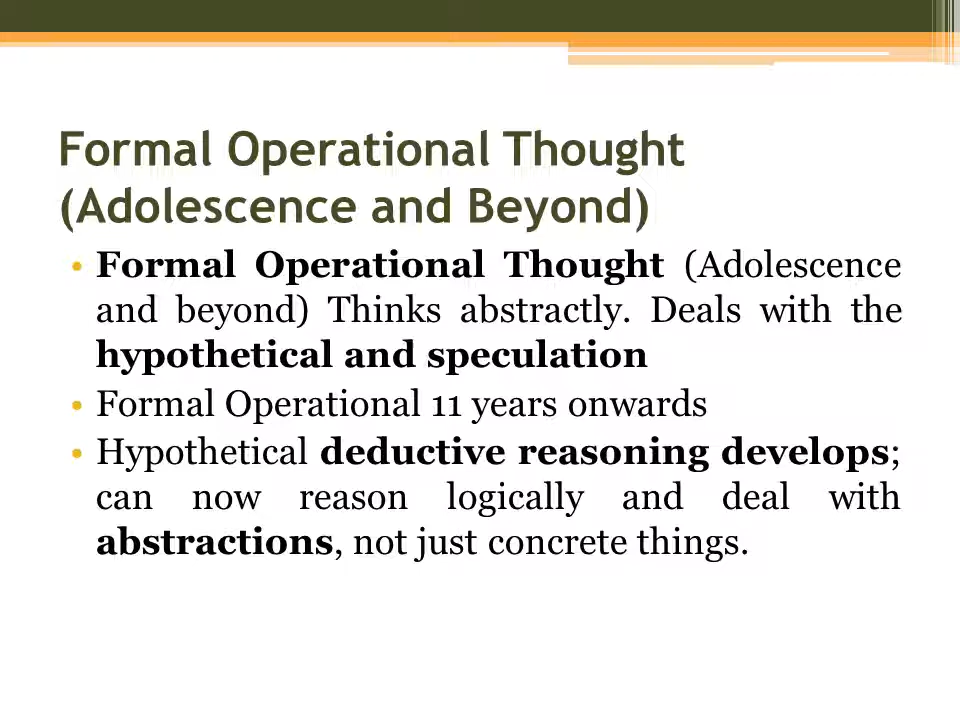 Formal Operational Thought
(Adolescence and Beyond)
• Formal Operational Thought (Adolescence
and beyond) Thinks abstractly. Deals with the
hypothetical and speculation
• Formal Operational 11 years onwards
• Hypothetical deductive reasoning develops;
can now reason logically and deal with
abstractions, not just concrete things.